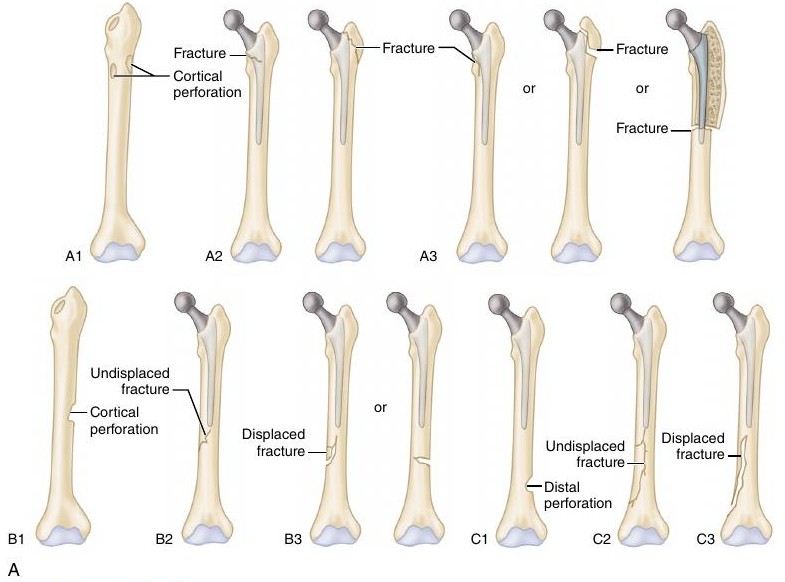 Fracture
Cortical
perforation
Fracture
or
Fracture
or
Fracture
A1
A2
A3
Cortical
perforation
Undisplaced
fracture
Displaced
fracture
or
Distal
perforation
Undisplaced
fracture
Displaced
fracture
B1
B2
B3
C1
C2
C3
A